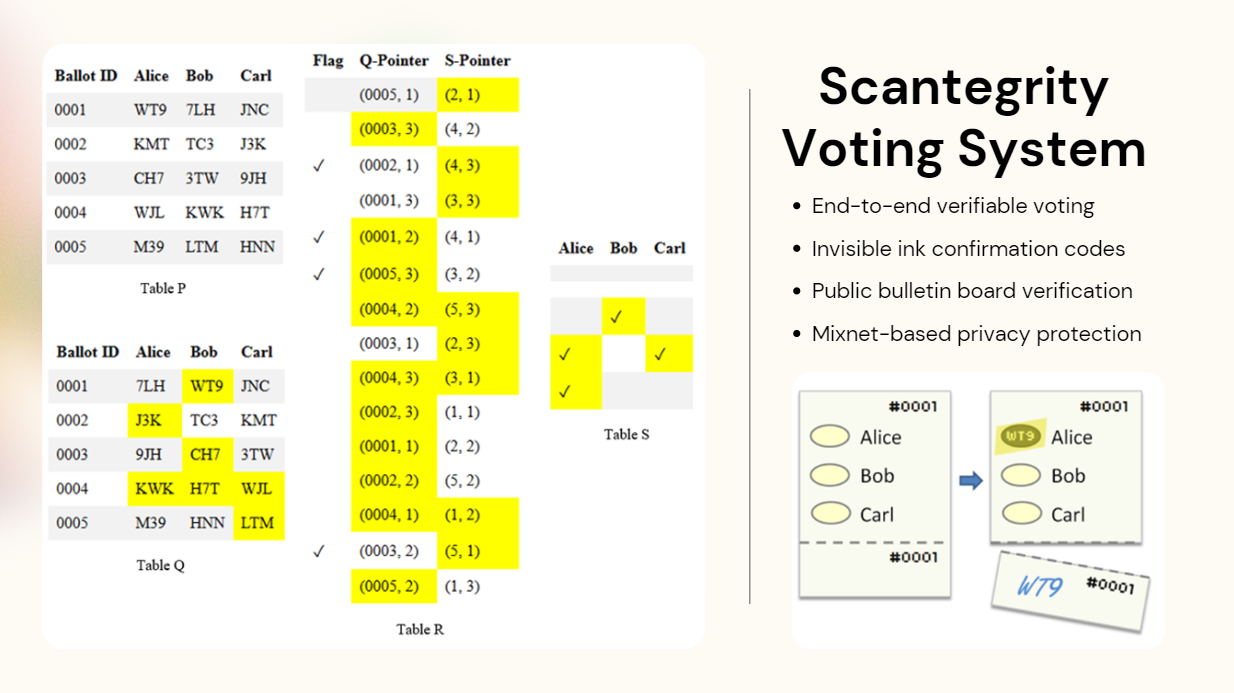 Ballot ID Alice Bob Carl
0001 WT9 7LH JNC
0002 KMT TC3 J3K
0003 CH7 3TW 9JH
0004 WJL KWK H7T
0005 M39 LTM HNN
Table P
Ballot ID Alice Bob Carl
0001 7LH WT9 JNC
0002 J3K TC3 KMT
0003 9JH CH7 3TW
0004 KWK H7T WJL
0005 M39 HNN LTM
Table Q
Flag Q-Pointer S-Pointer
(0005, 1) (2, 1)
(0003, 3) (4, 2)
✓ (0002, 1) (4, 3)
(0001, 3) (3, 3)
✓ (0001, 2) (4, 1)
✓ (0005, 3) (3, 2)
(0004, 2) (5, 3)
(0003, 1) (2, 3)
(0004, 3) (3, 1)
(0002, 3) (1, 1)
(0001, 1) (2, 2)
(0002, 2) (5, 2)
(0004, 1) (1, 2)
✓ (0003, 2) (5, 1)
(0005, 2) (1, 3)
Table R
Alice Bob Carl
✓
✓ ✓
✓
Table S
Scantegrity
Voting System
• End-to-end verifiable voting
• Invisible ink confirmation codes
• Public bulletin board verification
• Mixnet-based privacy protection
#0001
Alice
Bob
Carl
#0001
#0001
WT9 Alice
Bob
Carl
WT9 #0001